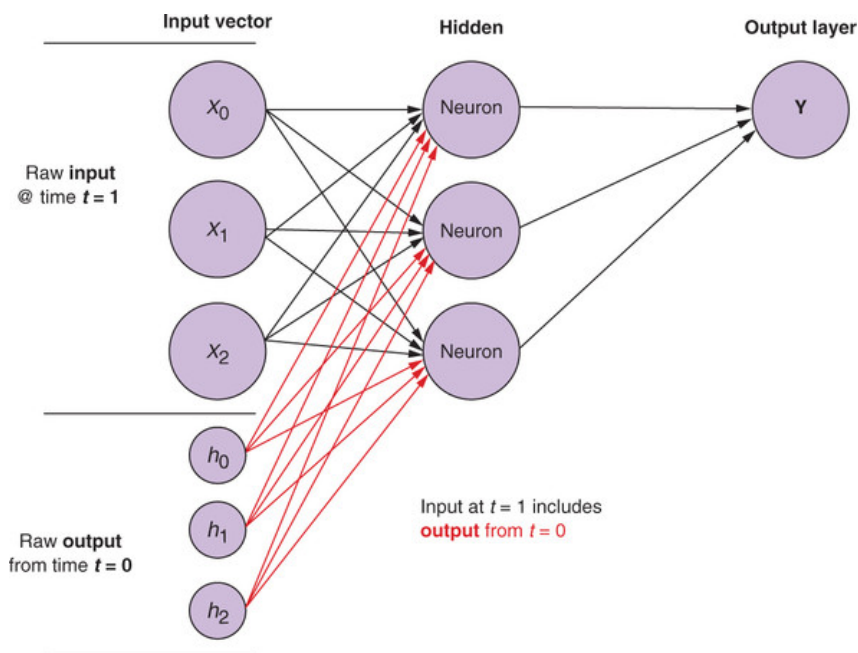 Input vector
Hidden
Output layer
X0
Neuron
Y
Raw input
@ time t = 1
X1
Neuron
X2
Neuron
h0
h1
Raw output
from time t = 0
h2
Input at t = 1 includes
output from t = 0